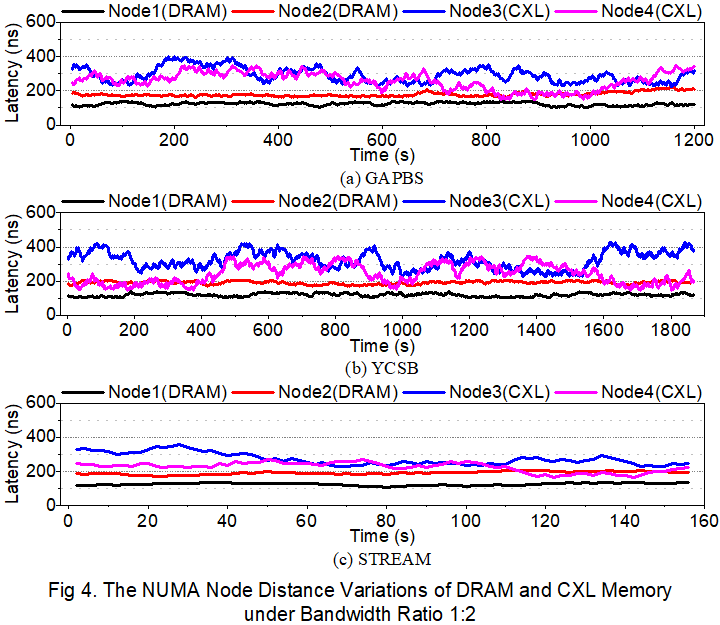 Node1(DRAM) Node2(DRAM) Node3(CXL) Node4(CXL)
600
400
200
0
Latency (ns)
0 200 400 600 800 1000 1200
Time (s)
(a) GAPBS
Node1(DRAM) Node2(DRAM) Node3(CXL) Node4(CXL)
600
400
200
0
Latency (ns)
0 200 400 600 800 1000 1200 1400 1600 1800
Time (s)
(b) YCSB
Node1(DRAM) Node2(DRAM) Node3(CXL) Node4(CXL)
600
400
200
0
Latency (ns)
0 20 40 60 80 100 120 140 160
Time (s)
(c) STREAM
Fig 4. The NUMA Node Distance Variations of DRAM and CXL Memory
under Bandwidth Ratio 1:2